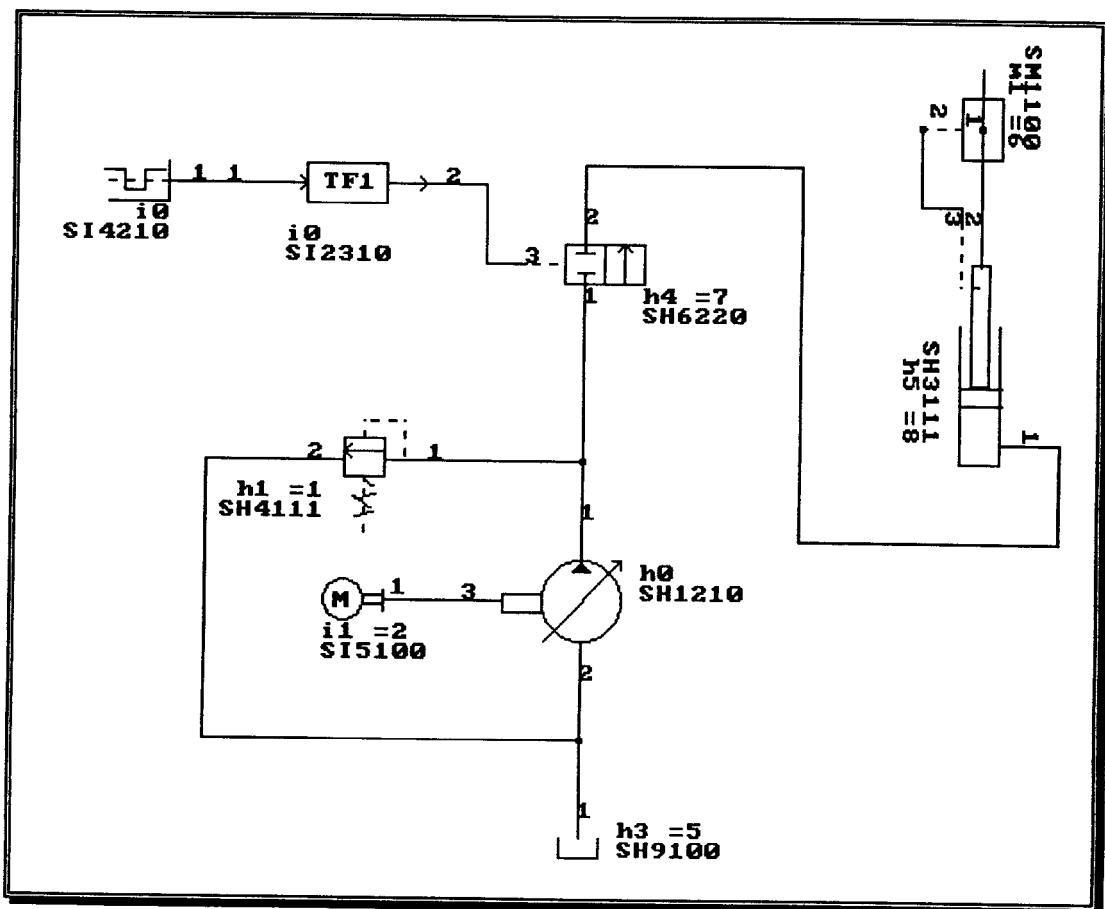 SM1100
m1 =6
2
1
1 1
TF1
2
i0
SI4210
i0
SI2310
2
3
3
2
1
h4 =7
SH6220
SH3111
h5 =8
1
2
1
h1 =1
SH4111
1
h0
SH1210
M
1
3
i1 =2
SI5100
2
1
h3 =5
SH9100